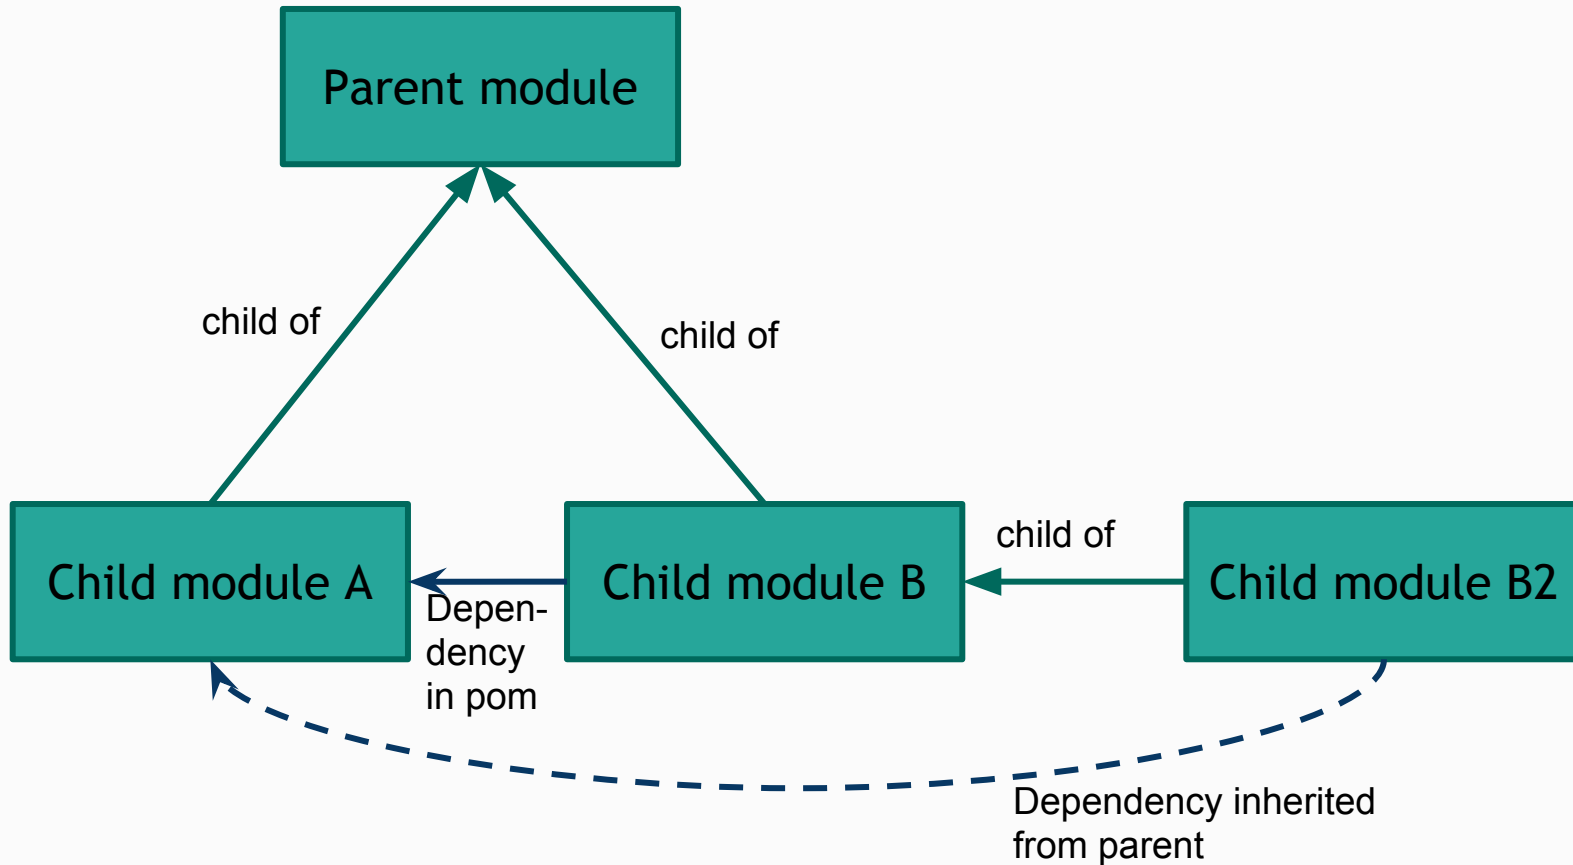 Parent module
child of
child of
child of
Child module A
Child module B
Child module B2
Depen-
dency
in pom
Dependency inherited
from parent